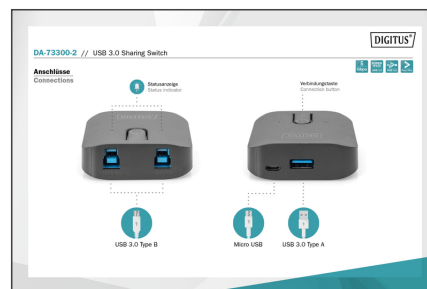 DIGITUS®
DA-73300-2 // USB 3.0 Sharing Switch
Anschlüsse
Connections
Statusanzeige
Status indicator
Verbindungstaste
Connection button
USB 3.0 Type B
Micro USB
USB 3.0 Type A